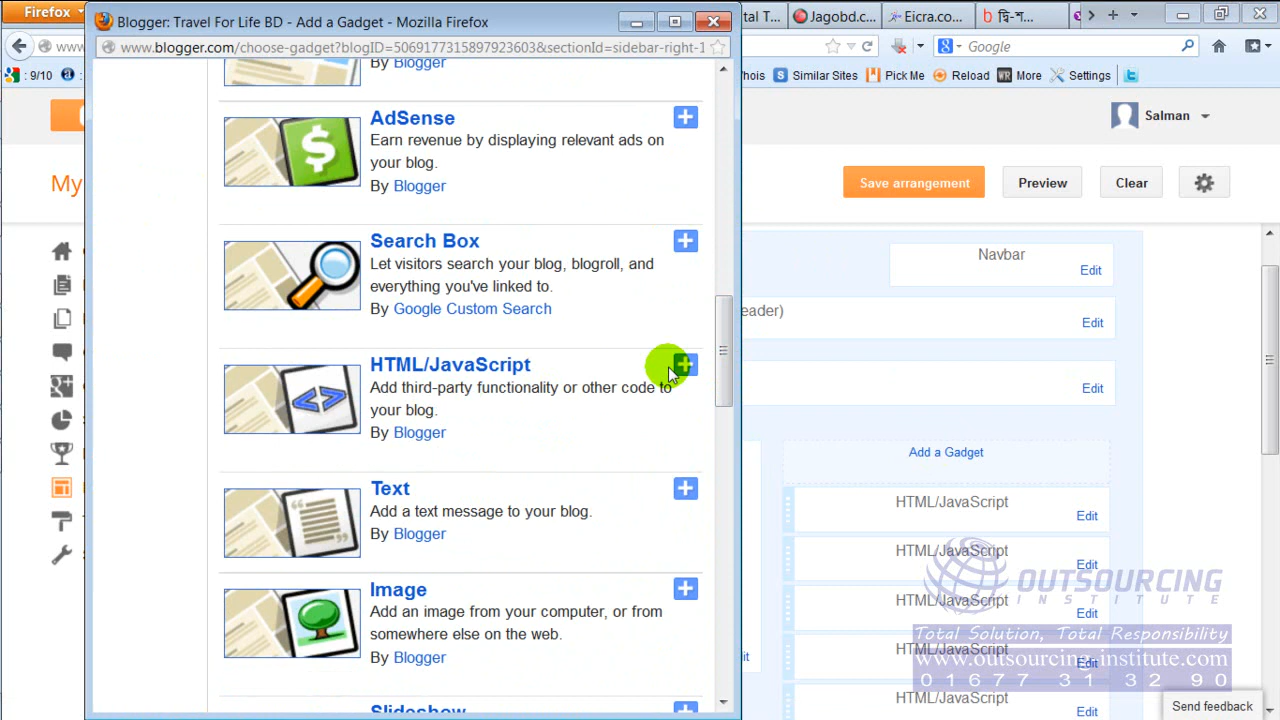 Firefox
Blogger: Travel For Life BD - Add a Gadget - Mozilla Firefox
tal T...
Jagobd.c...
Eicra.co...
দ্বি-শ...
www.blogger.com/choose-gadget?blogID=5069177315897923603&sectionId=sidebar-right-1
www
Google
: 9/10
hois
Similar Sites
Pick Me
Reload
More
Settings
by Blogger
AdSense
Earn revenue by displaying relevant ads on
your blog.
By Blogger
Search Box
Let visitors search your blog, blogroll, and
everything you've linked to.
By Google Custom Search
HTML/JavaScript
Add third-party functionality or other code to
your blog.
By Blogger
Text
Add a text message to your blog.
By Blogger
Image
Add an image from your computer, or from
somewhere else on the web.
By Blogger
Slideshow
Salman
My
Save arrangement
Preview
Clear
Navbar
Edit
eader)
Edit
Edit
Add a Gadget
HTML/JavaScript
Edit
HTML/JavaScript
Edit
HTML/JavaScript
Edit
HTML/JavaScript
Edit
HTML/JavaScript
dit
OUTSOURCING
INSTITUTE
Total Solution, Total Responsibility
www.outsourcing-institute.com
01677 31 32 90
Send feedback